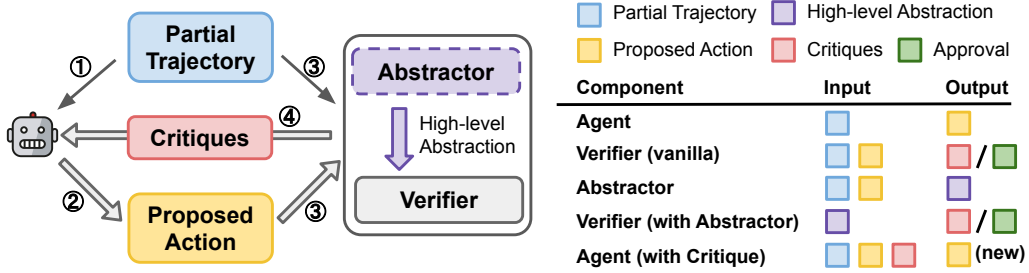 Partial
Trajectory
①
③
Abstractor
④
Critiques
High-level
Abstraction
②
③
Proposed
Action
Verifier
Partial Trajectory
High-level Abstraction
Proposed Action
Critiques
Approval
Component Input Output
Agent
Verifier (vanilla) /
Abstractor
Verifier (with Abstractor) /
Agent (with Critique) (new)